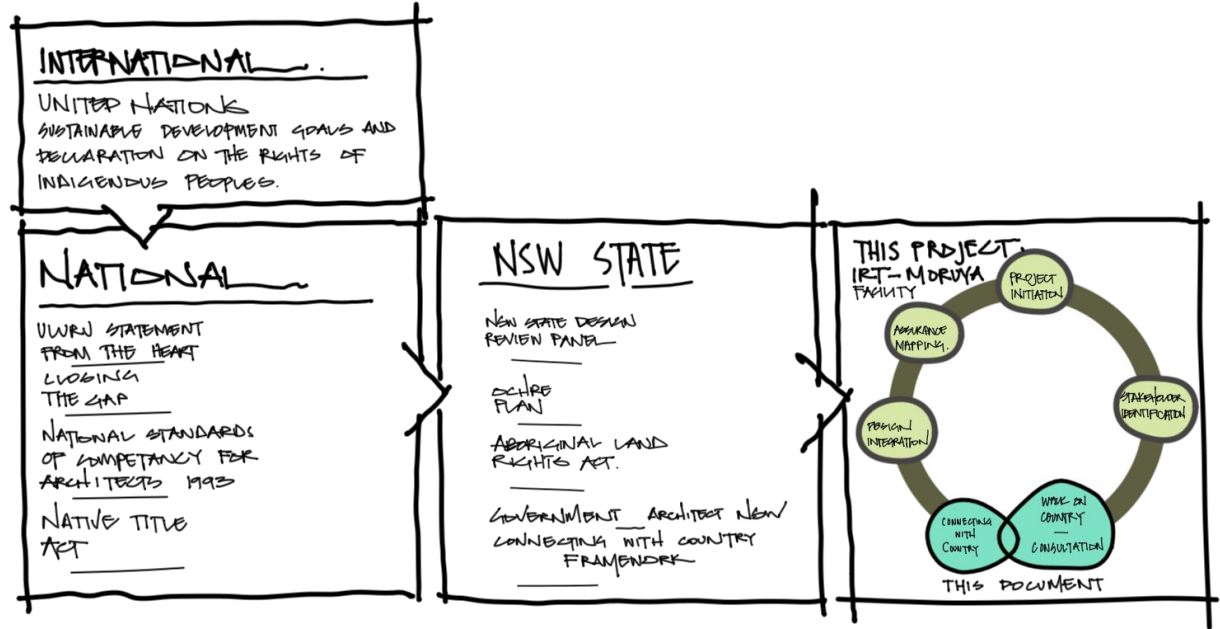 INTERNATIONAL.
UNITED NATIONS
SUSTAINABLE DEVELOPMENT GOALS AND
DECLARATION ON THE RIGHTS OF
INDIGENOUS PEOPLES.
NATIONAL
ULURU STATEMENT
FROM THE HEART
CLOSING
THE GAP
NATIONAL STANDARDS
OF COMPETANCY FOR
ARCHITECTS 1993
NATIVE TITLE
ACT
NSW STATE
NSW STATE DESIGN
REVIEW PANEL
OCHRE
PLAN
ABORIGINAL LAND
RIGHTS ACT.
GOVERNMENT ARCHITECT NSW
CONNECTING WITH COUNTRY
FRAMEWORK
THIS PROJECT.
IRT-MORUYA
FACILITY
PROJECT
INITIATION
STAKEHOLDER
IDENTIFICATION
WALK ON
COUNTRY
—
CONSULTATION
CONNECTING
WITH
COUNTRY
DESIGN
INTEGRATION
ASSURANCE
MAPPING.
THIS DOCUMENT